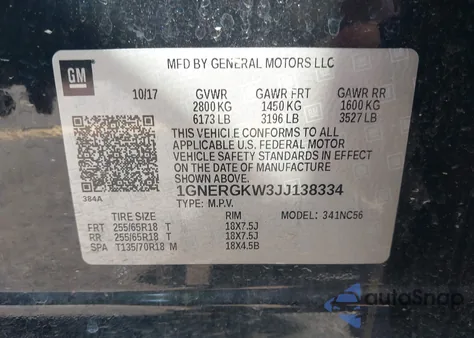 GM
MFD BY GENERAL MOTORS LLC
10/17 GVWR GAWR FRT GAWR RR
2800 KG 1450 KG 1600 KG
6173 LB 3196 LB 3527 LB
THIS VEHICLE CONFORMS TO ALL
APPLICABLE U.S. FEDERAL MOTOR
VEHICLE SAFETY STANDARDS IN EFFECT
ON THE DATE OF MANUFACTURE
SHOWN ABOVE.
384A
1GNERGKW3JJ138334
TYPE: M.P.V.
TIRE SIZE RIM MODEL: 341NC56
FRT 255/65R18 T 18X7.5J
RR 255/65R18 T 18X7.5J
SPA T135/70R18 M 18X4.5B
autoSnap